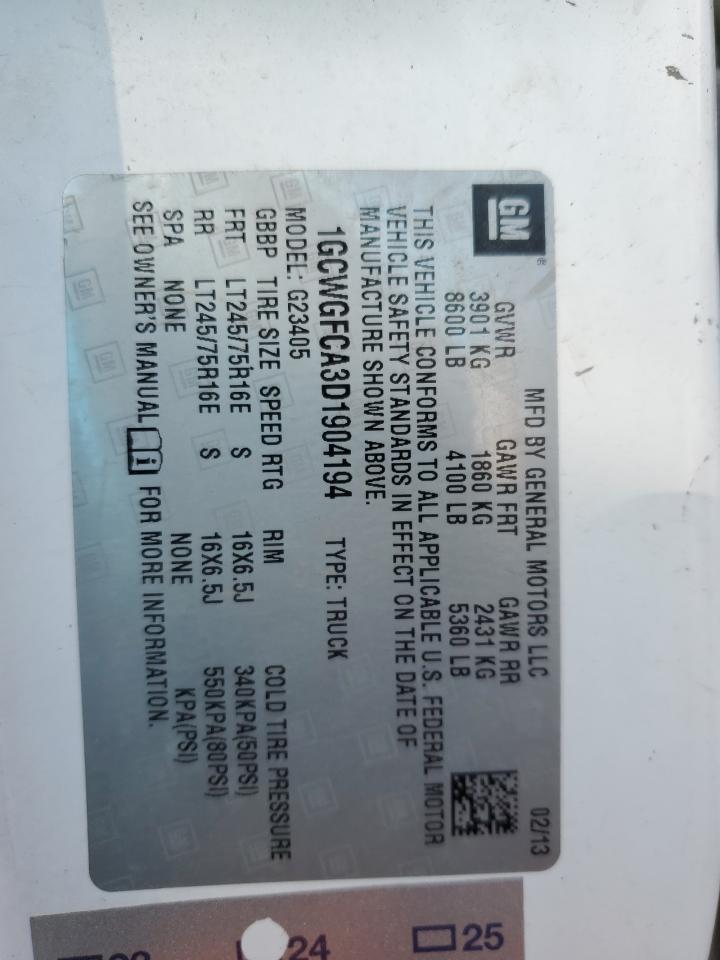 GM
MFD BY GENERAL MOTORS LLC 02/13
GVWR GAWR FRT GAWR RR
3901 KG 1860 KG 2431 KG
8600 LB 4100 LB 5360 LB
THIS VEHICLE CONFORMS TO ALL APPLICABLE U.S. FEDERAL MOTOR
VEHICLE SAFETY STANDARDS IN EFFECT ON THE DATE OF
MANUFACTURE SHOWN ABOVE.
1GCWGFCA3D1904194 TYPE: TRUCK
MODEL: G23405
GBBP TIRE SIZE SPEED RTG RIM COLD TIRE PRESSURE
FRT LT245/75R16E S 16X6.5J 340KPA(50PSI)
RR LT245/75R16E S 16X6.5J 550KPA(80PSI)
SPA NONE NONE KPA(PSI)
SEE OWNER'S MANUAL i FOR MORE INFORMATION.
25
24